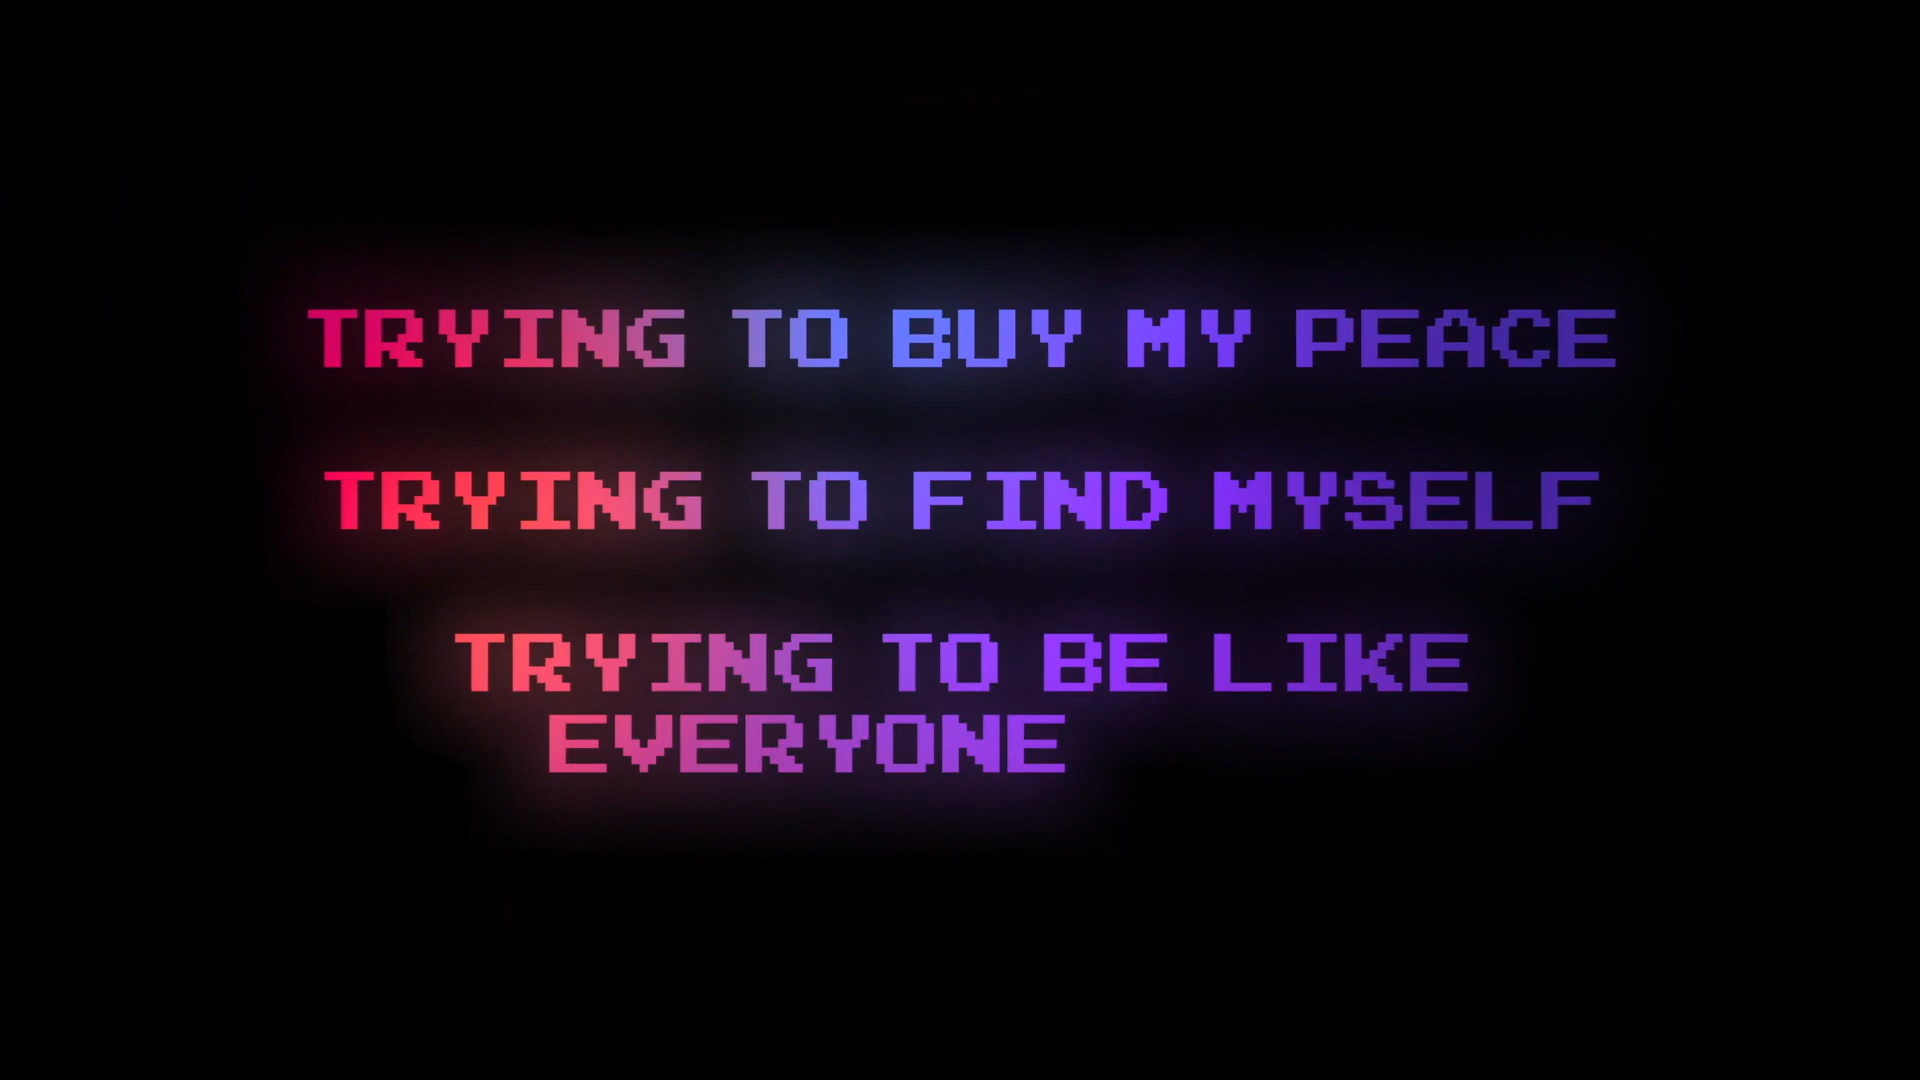 TRYING TO BUY MY PEACE
TRYING TO FIND MYSELF
TRYING TO BE LIKE
EVERYONE